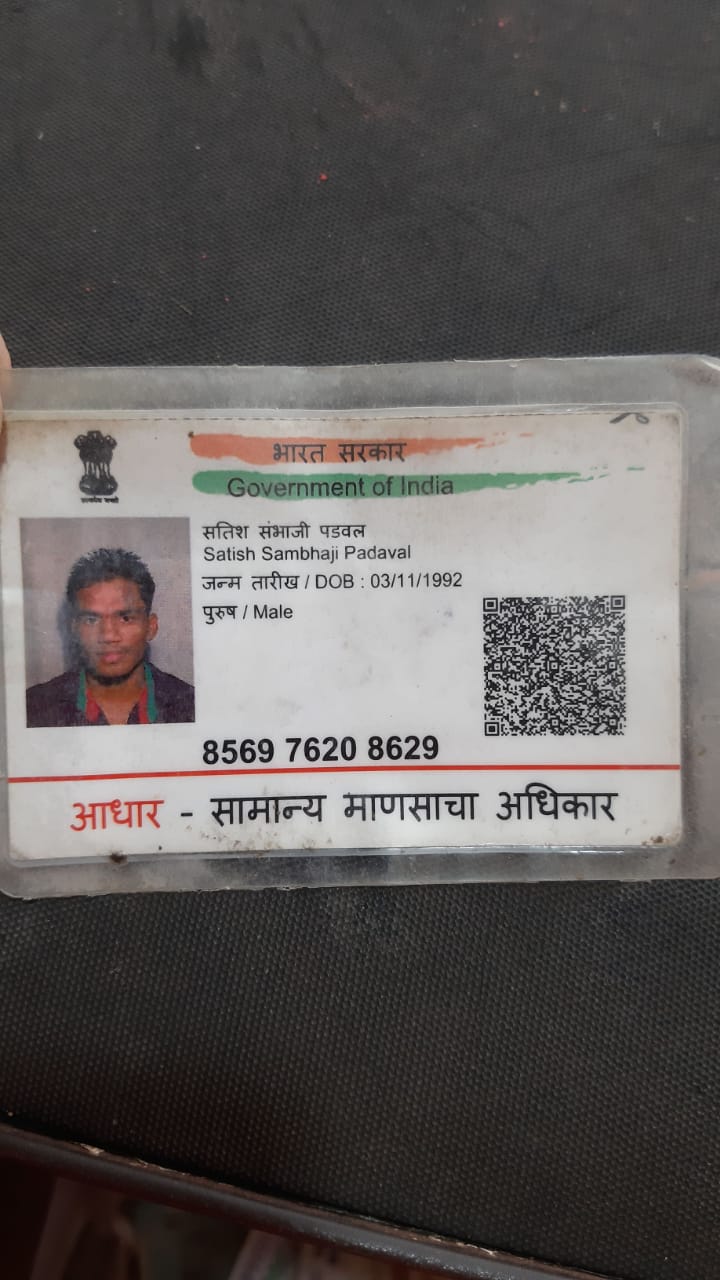 भारत सरकार
Government of India
सतिश संभाजी पडवल
Satish Sambhaji Padaval
जन्म तारीख / DOB : 03/11/1992
पुरुष / Male
8569 7620 8629
आधार - सामान्य माणसाचा अधिकार